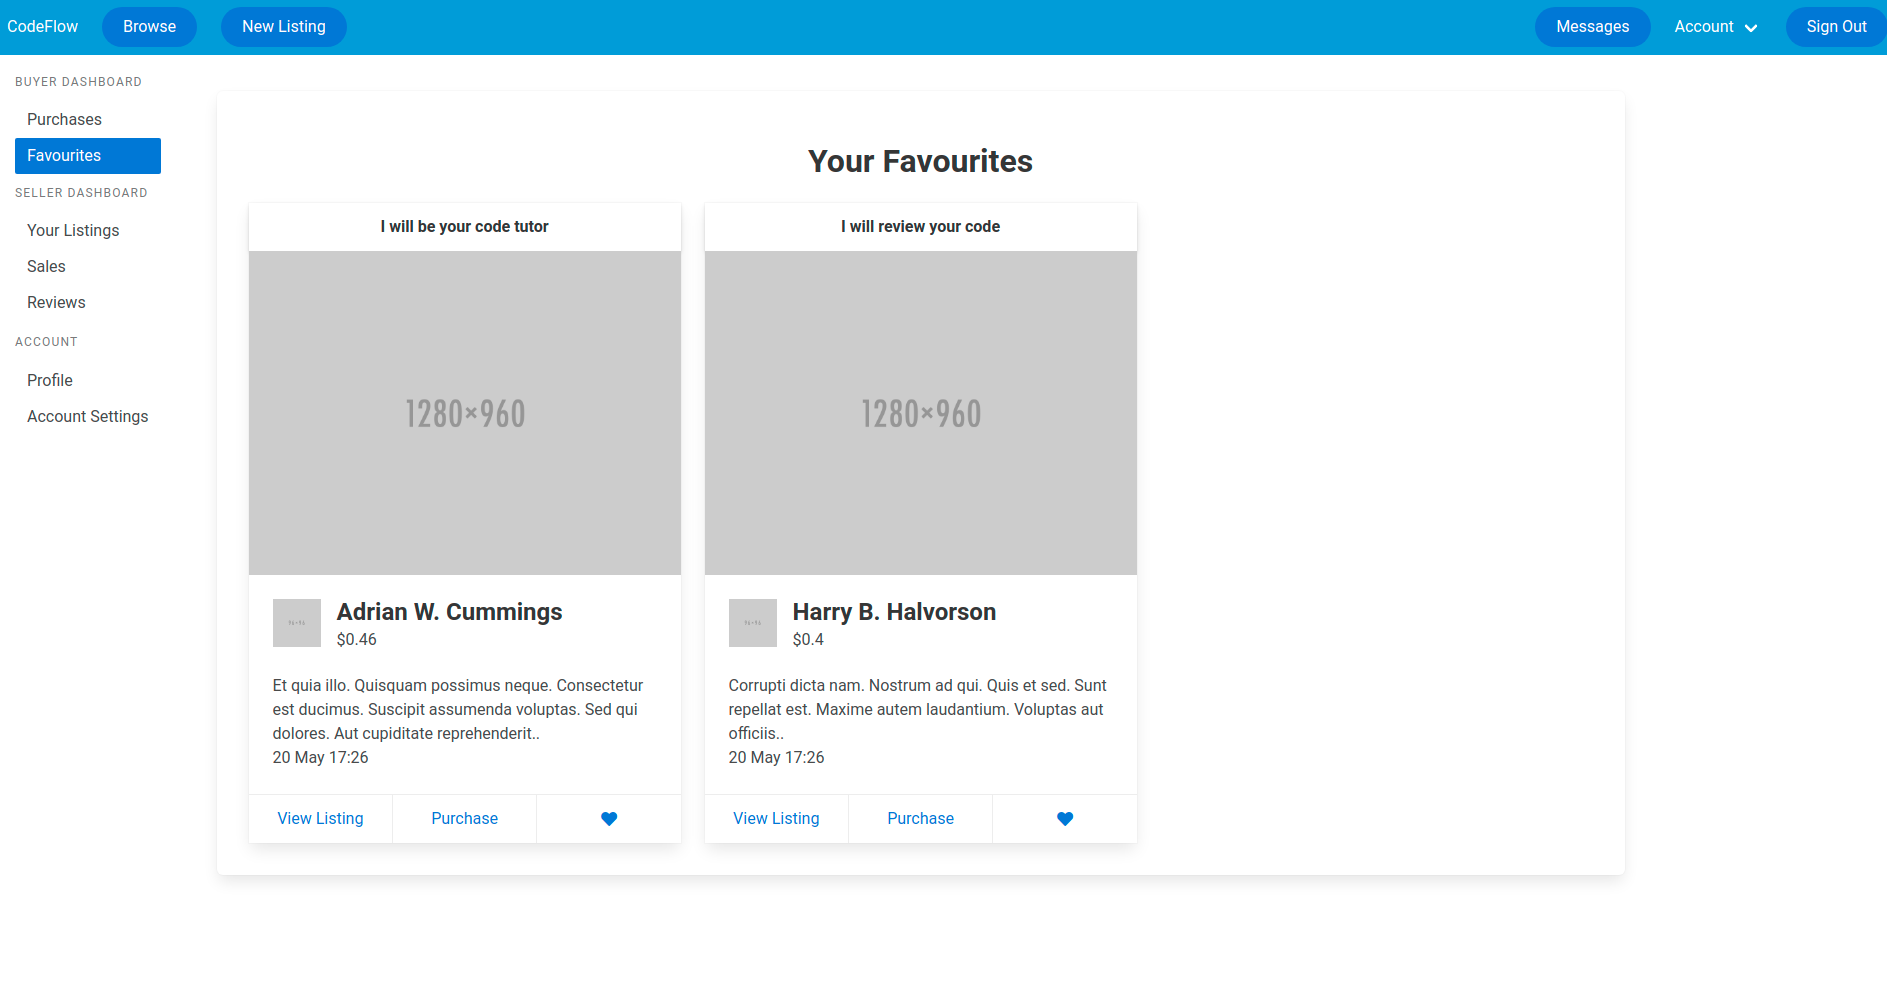 CodeFlow
Browse
New Listing
Messages
Account
Sign Out
BUYER DASHBOARD
Purchases
Favourites
SELLER DASHBOARD
Your Listings
Sales
Reviews
ACCOUNT
Profile
Account Settings
Your Favourites
I will be your code tutor
1280×960
Adrian W. Cummings
$0.46
Et quia illo. Quisquam possimus neque. Consectetur
est ducimus. Suscipit assumenda voluptas. Sed qui
dolores. Aut cupiditate reprehenderit..
20 May 17:26
View Listing
Purchase
I will review your code
1280×960
Harry B. Halvorson
$0.4
Corrupti dicta nam. Nostrum ad qui. Quis et sed. Sunt
repellat est. Maxime autem laudantium. Voluptas aut
officiis..
20 May 17:26
View Listing
Purchase